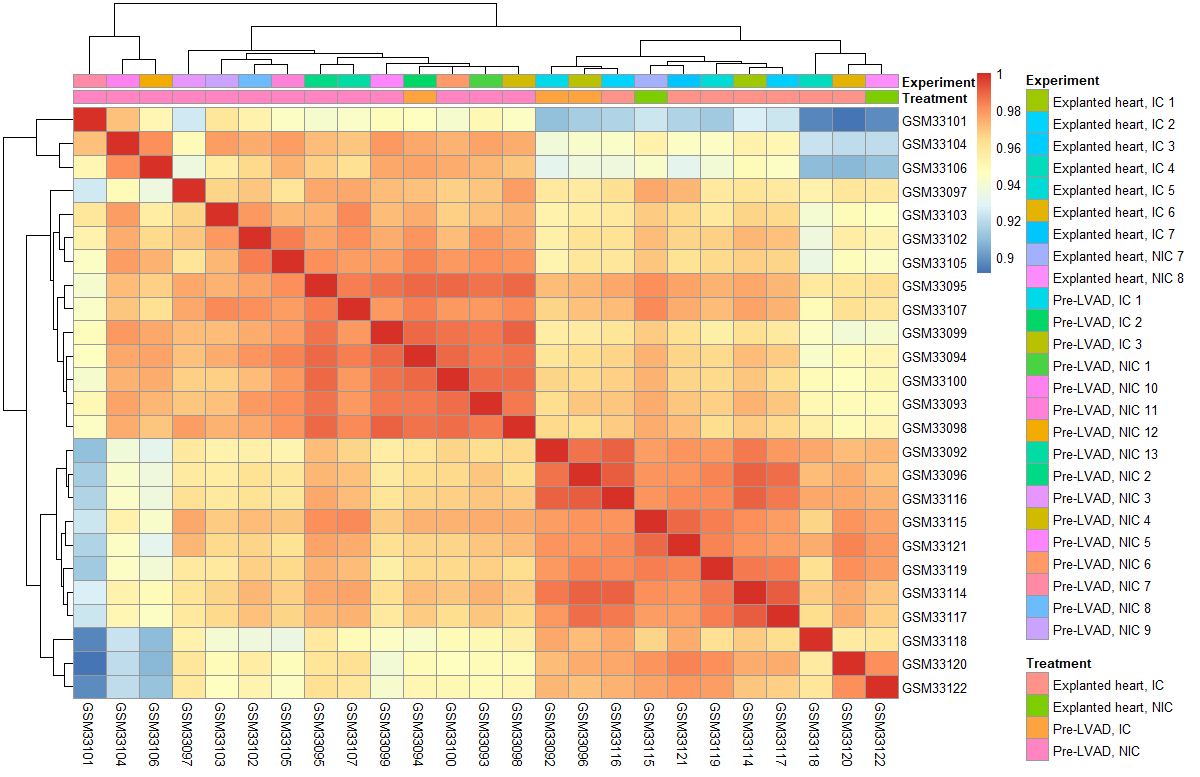 Experiment
Treatment
GSM33101
GSM33104
GSM33106
GSM33097
GSM33103
GSM33102
GSM33105
GSM33095
GSM33107
GSM33099
GSM33094
GSM33100
GSM33093
GSM33098
GSM33092
GSM33096
GSM33116
GSM33115
GSM33121
GSM33119
GSM33114
GSM33117
GSM33118
GSM33120
GSM33122
GSM33101
GSM33104
GSM33106
GSM33097
GSM33103
GSM33102
GSM33105
GSM33095
GSM33107
GSM33099
GSM33094
GSM33100
GSM33093
GSM33098
GSM33092
GSM33096
GSM33116
GSM33115
GSM33121
GSM33119
GSM33114
GSM33117
GSM33118
GSM33120
GSM33122
1
0.98
0.96
0.94
0.92
0.9
Experiment
Explanted heart, IC 1
Explanted heart, IC 2
Explanted heart, IC 3
Explanted heart, IC 4
Explanted heart, IC 5
Explanted heart, IC 6
Explanted heart, IC 7
Explanted heart, NIC 7
Explanted heart, NIC 8
Pre-LVAD, IC 1
Pre-LVAD, IC 2
Pre-LVAD, IC 3
Pre-LVAD, NIC 1
Pre-LVAD, NIC 10
Pre-LVAD, NIC 11
Pre-LVAD, NIC 12
Pre-LVAD, NIC 13
Pre-LVAD, NIC 2
Pre-LVAD, NIC 3
Pre-LVAD, NIC 4
Pre-LVAD, NIC 5
Pre-LVAD, NIC 6
Pre-LVAD, NIC 7
Pre-LVAD, NIC 8
Pre-LVAD, NIC 9
Treatment
Explanted heart, IC
Explanted heart, NIC
Pre-LVAD, IC
Pre-LVAD, NIC